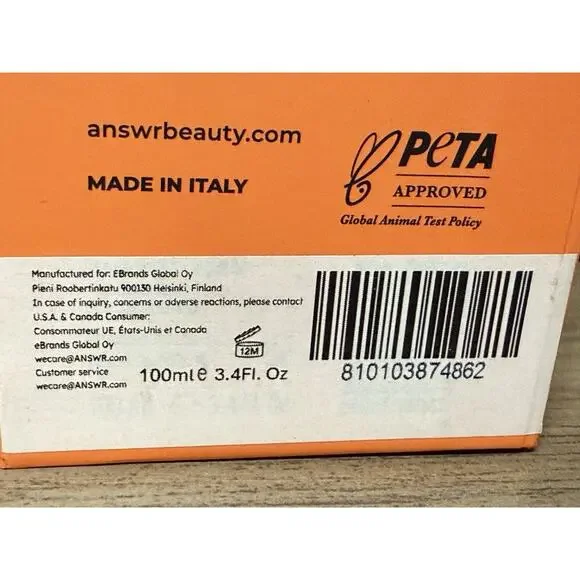 answrbeauty.com
MADE IN ITALY
PETA
APPROVED
Global Animal Test Policy
Manufactured for: EBrands Global Oy
Pieni Roobertinkatu 900130 Helsinki, Finland
In case of inquiry, concerns or adverse reactions, please contact
U.S.A. & Canada Consumer:
Consommateur UE, États-Unis et Canada
eBrands Global Oy
wecare@ANSWR.com
Customer service
wecare@ANSWR.com
12M
100ml℮ 3.4Fl. Oz
810103874862